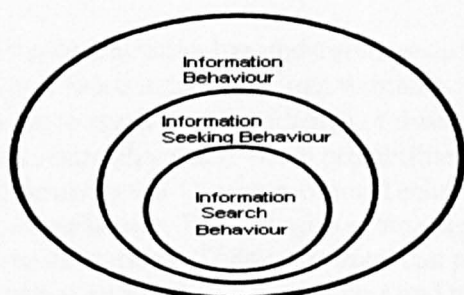 Information
Behaviour
Information
Seeking Behaviour
Information
Search
Behaviour